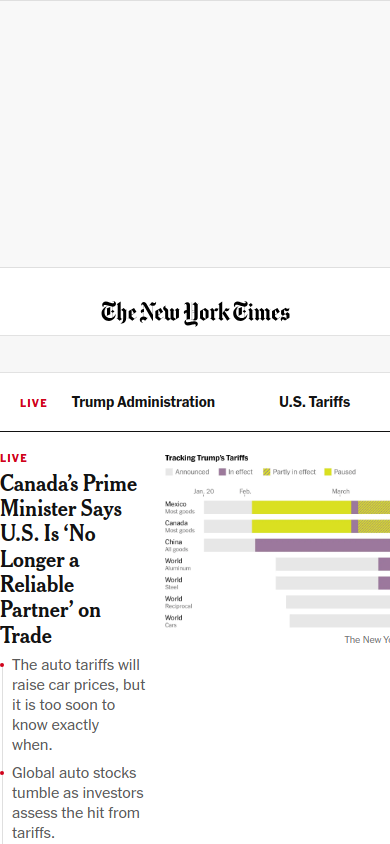 The New York Times
LIVE
Trump Administration
U.S. Tariffs
LIVE
Canada's Prime
Minister Says
U.S. Is ‘No
Longer a
Reliable
Partner’ on
Trade
The auto tariffs will
raise car prices, but
it is too soon to
know exactly
when.
Global auto stocks
tumble as investors
assess the hit from
tariffs.
Tracking Trump's Tariffs
Announced
In effect
Partly in effect
Paused
Jan. 20
Feb.
March
Mexico
Most goods
Canada
Most goods
China
All goods
World
Aluminum
World
Steel
World
Reciprocal
World
Cars
The New Yo